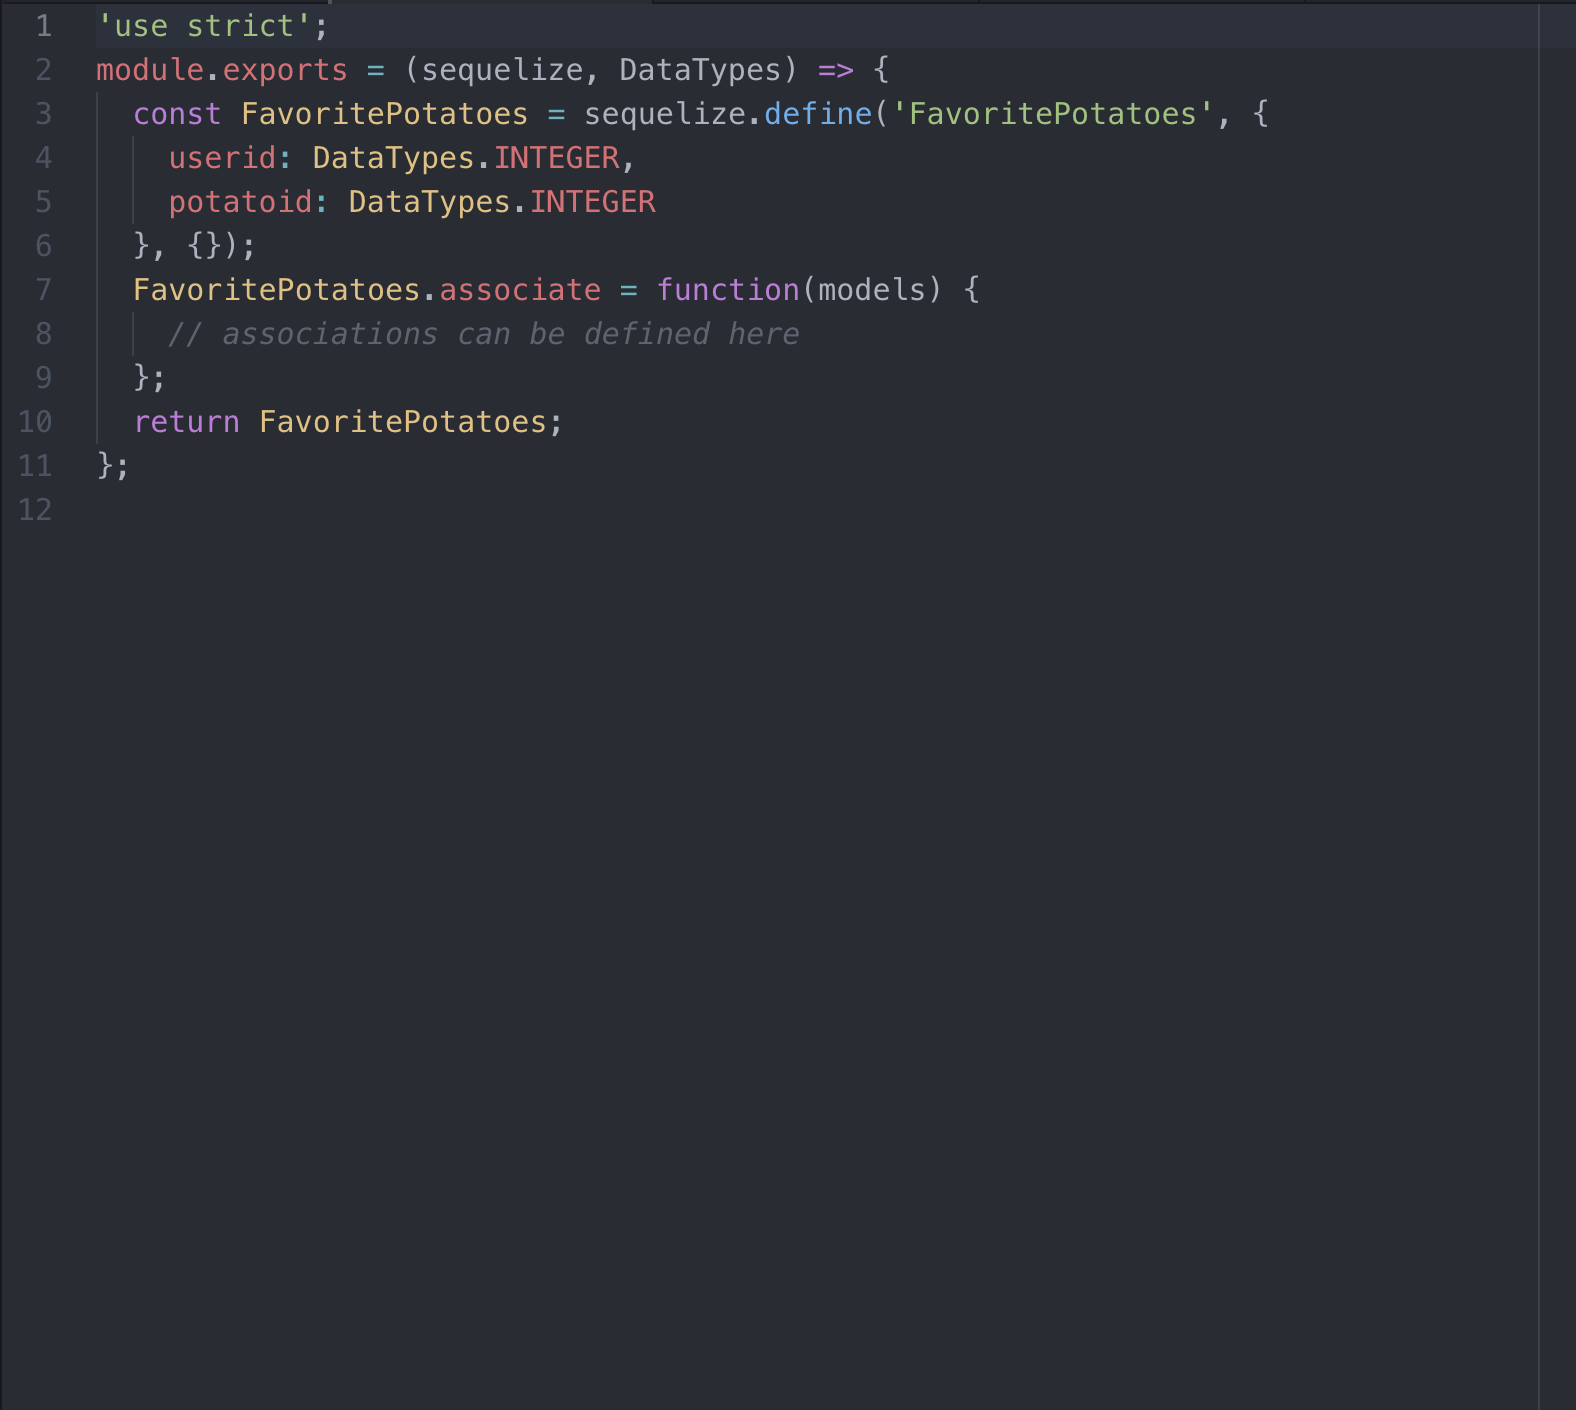 1 'use strict';
2 module.exports = (sequelize, DataTypes) => {
3   const FavoritePotatoes = sequelize.define('FavoritePotatoes', {
4     userid: DataTypes.INTEGER,
5     potatoid: DataTypes.INTEGER
6   }, {});
7   FavoritePotatoes.associate = function(models) {
8     // associations can be defined here
9   };
10   return FavoritePotatoes;
11 };
12